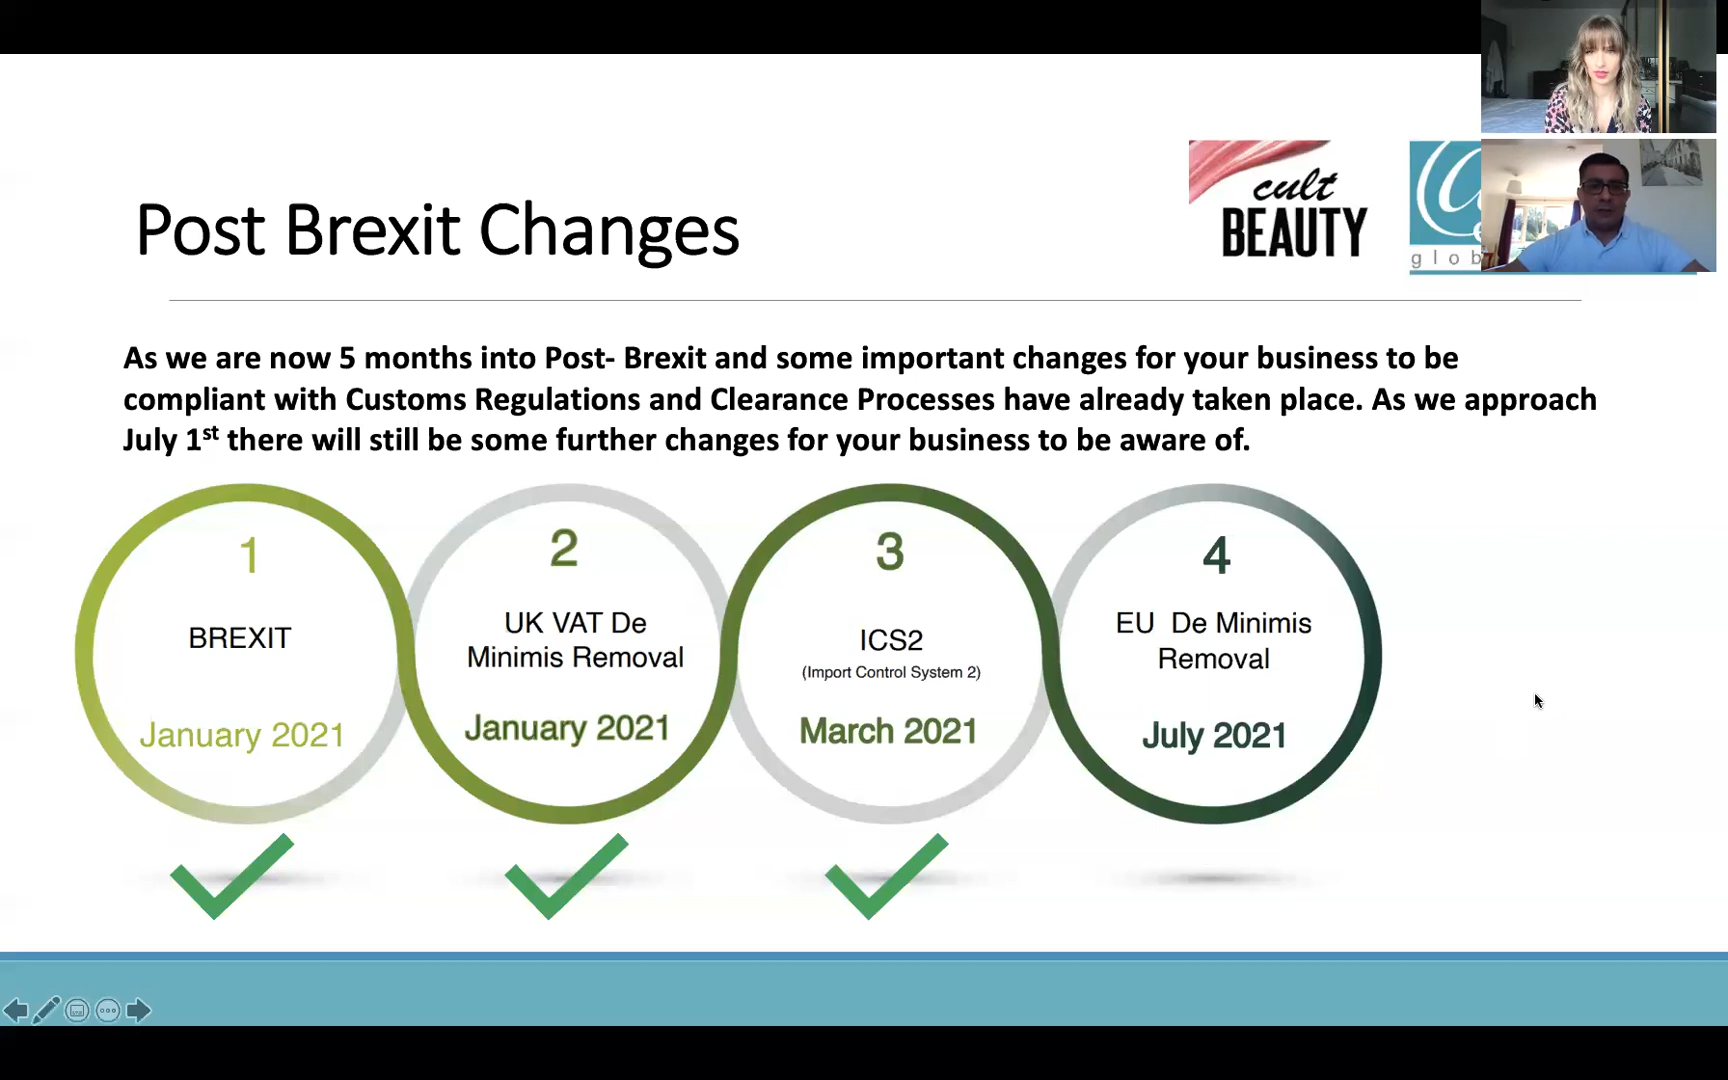 cult
BEAUTY
glob
Post Brexit Changes
As we are now 5 months into Post- Brexit and some important changes for your business to be
compliant with Customs Regulations and Clearance Processes have already taken place. As we approach
July 1st there will still be some further changes for your business to be aware of.
1
BREXIT
January 2021
2
UK VAT De
Minimis Removal
January 2021
3
ICS2
(Import Control System 2)
March 2021
4
EU De Minimis
Removal
July 2021